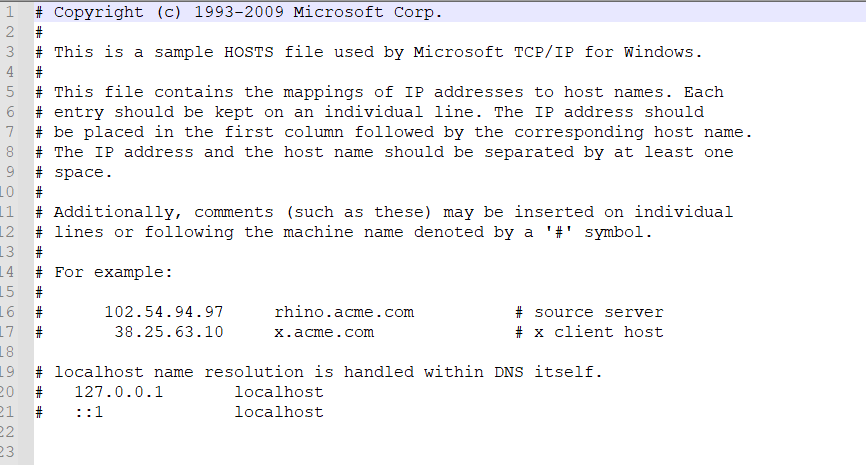 1 # Copyright (c) 1993-2009 Microsoft Corp.
2 #
3 # This is a sample HOSTS file used by Microsoft TCP/IP for Windows.
4 #
5 # This file contains the mappings of IP addresses to host names. Each
6 # entry should be kept on an individual line. The IP address should
7 # be placed in the first column followed by the corresponding host name.
8 # The IP address and the host name should be separated by at least one
9 # space.
10 #
11 # Additionally, comments (such as these) may be inserted on individual
12 # lines or following the machine name denoted by a '#' symbol.
13 #
14 # For example:
15 #
16 #      102.54.94.97     rhino.acme.com          # source server
17 #       38.25.63.10     x.acme.com              # x client host
18
19 # localhost name resolution is handled within DNS itself.
20 #   127.0.0.1       localhost
21 #   ::1             localhost
22
23